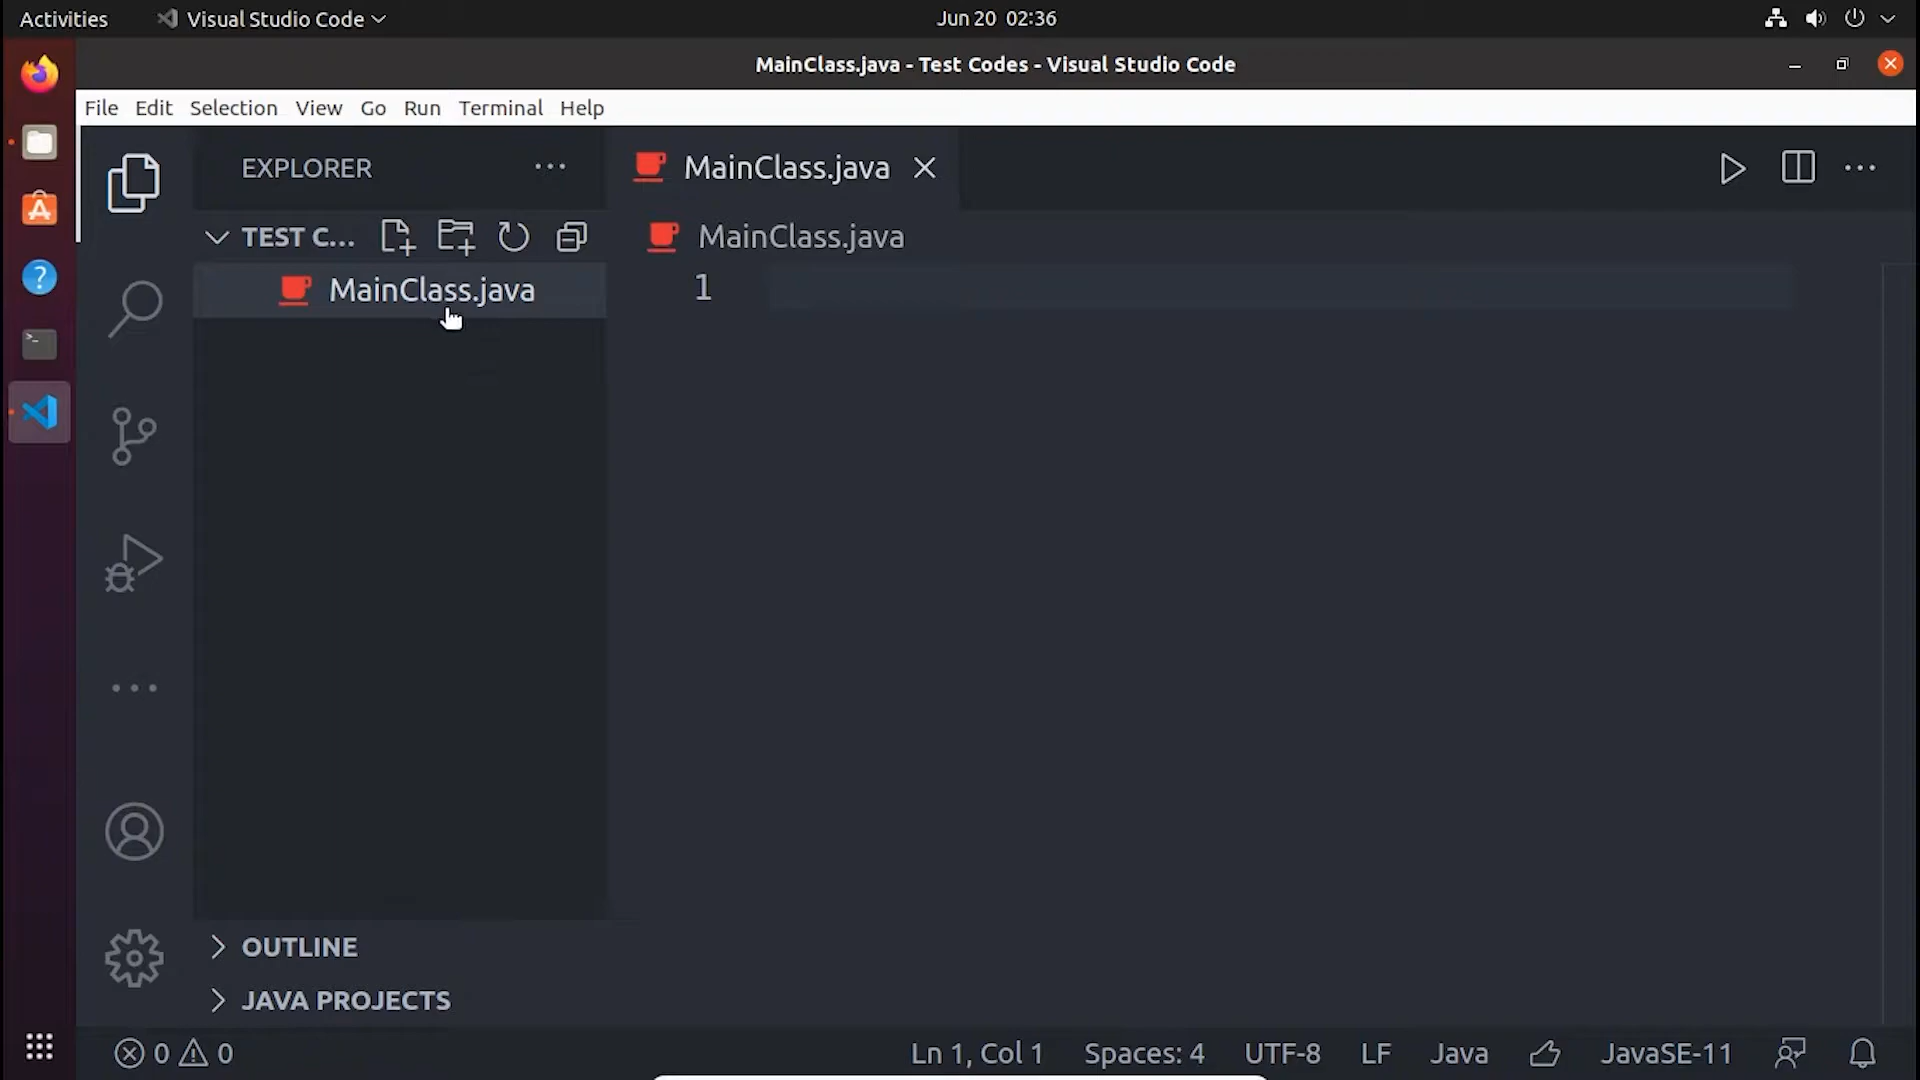 Activities Visual Studio Code Jun 20 02:36
MainClass.java - Test Codes - Visual Studio Code
File Edit Selection View Go Run Terminal Help
EXPLORER
MainClass.java
TEST C...
MainClass.java
MainClass.java
1
OUTLINE
JAVA PROJECTS
0 0 Ln 1, Col 1 Spaces: 4 UTF-8 LF Java JavaSE-11